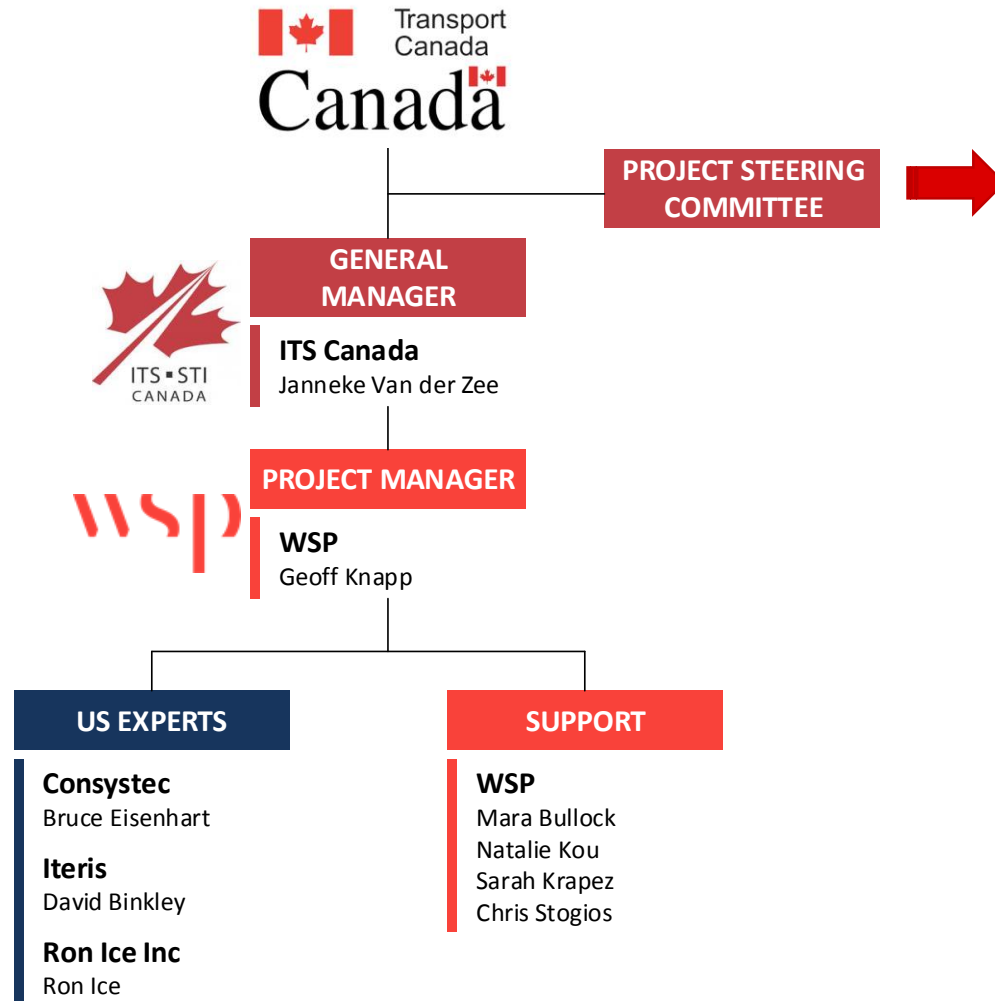 Transport
Canada
Canada
PROJECT STEERING
COMMITTEE
GENERAL
MANAGER
ITS Canada
Janneke Van der Zee
ITS▪STI
CANADA
PROJECT MANAGER
wsp
WSP
Geoff Knapp
US EXPERTS
Consystec
Bruce Eisenhart
Iteris
David Binkley
Ron Ice Inc
Ron Ice
SUPPORT
WSP
Mara Bullock
Natalie Kou
Sarah Krapez
Chris Stogios